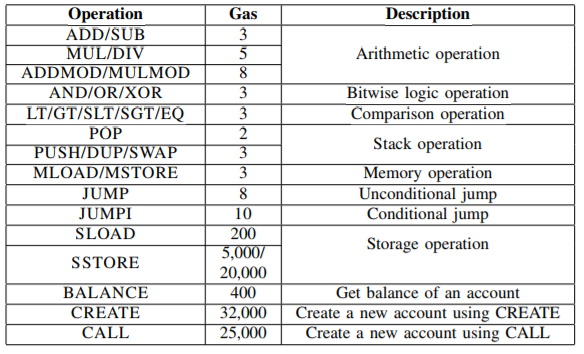 Operation Gas Description
ADD/SUB 3
MUL/DIV 5 Arithmetic operation
ADDMOD/MULMOD 8
AND/OR/XOR 3 Bitwise logic operation
LT/GT/SLT/SGT/EQ 3 Comparison operation
POP 2
Stack operation
PUSH/DUP/SWAP 3
MLOAD/MSTORE 3 Memory operation
JUMP 8 Unconditional jump
JUMPI 10 Conditional jump
SLOAD 200
Storage operation
SSTORE 5,000/
20,000
BALANCE 400 Get balance of an account
CREATE 32,000 Create a new account using CREATE
CALL 25,000 Create a new account using CALL